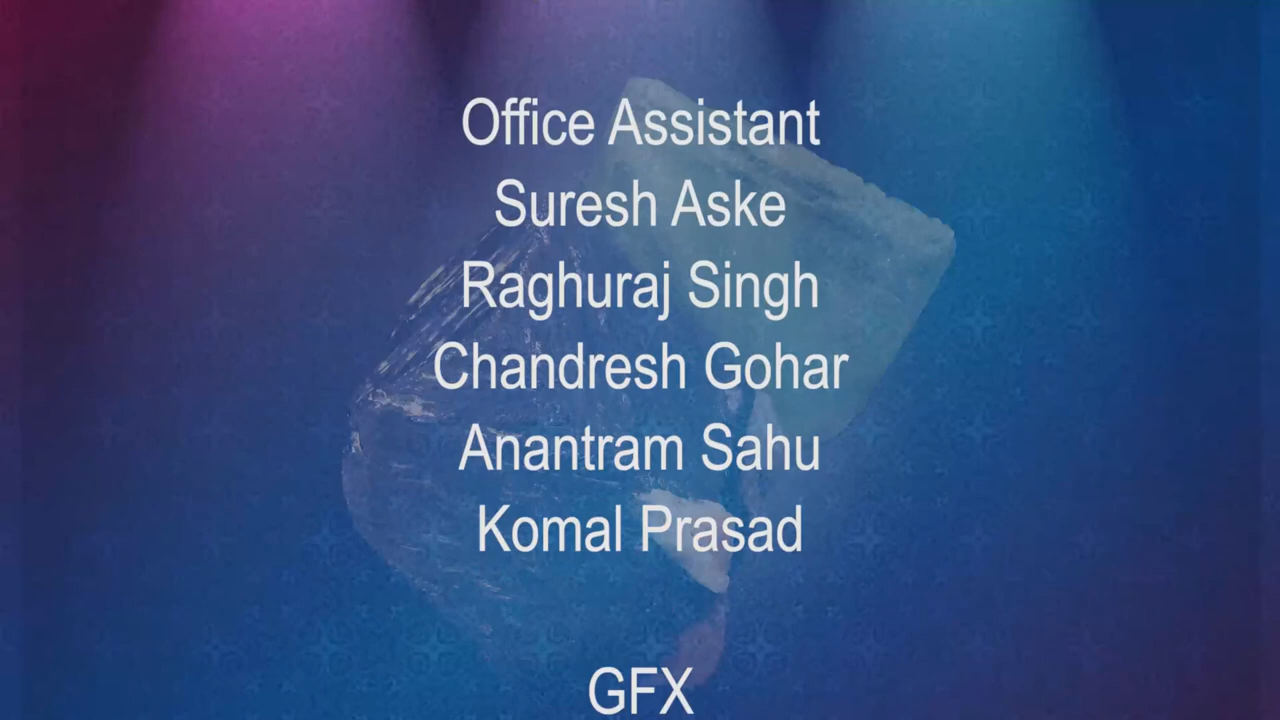 Office Assistant
Suresh Aske
Raghuraj Singh
Chandresh Gohar
Anantram Sahu
Komal Prasad
GFX